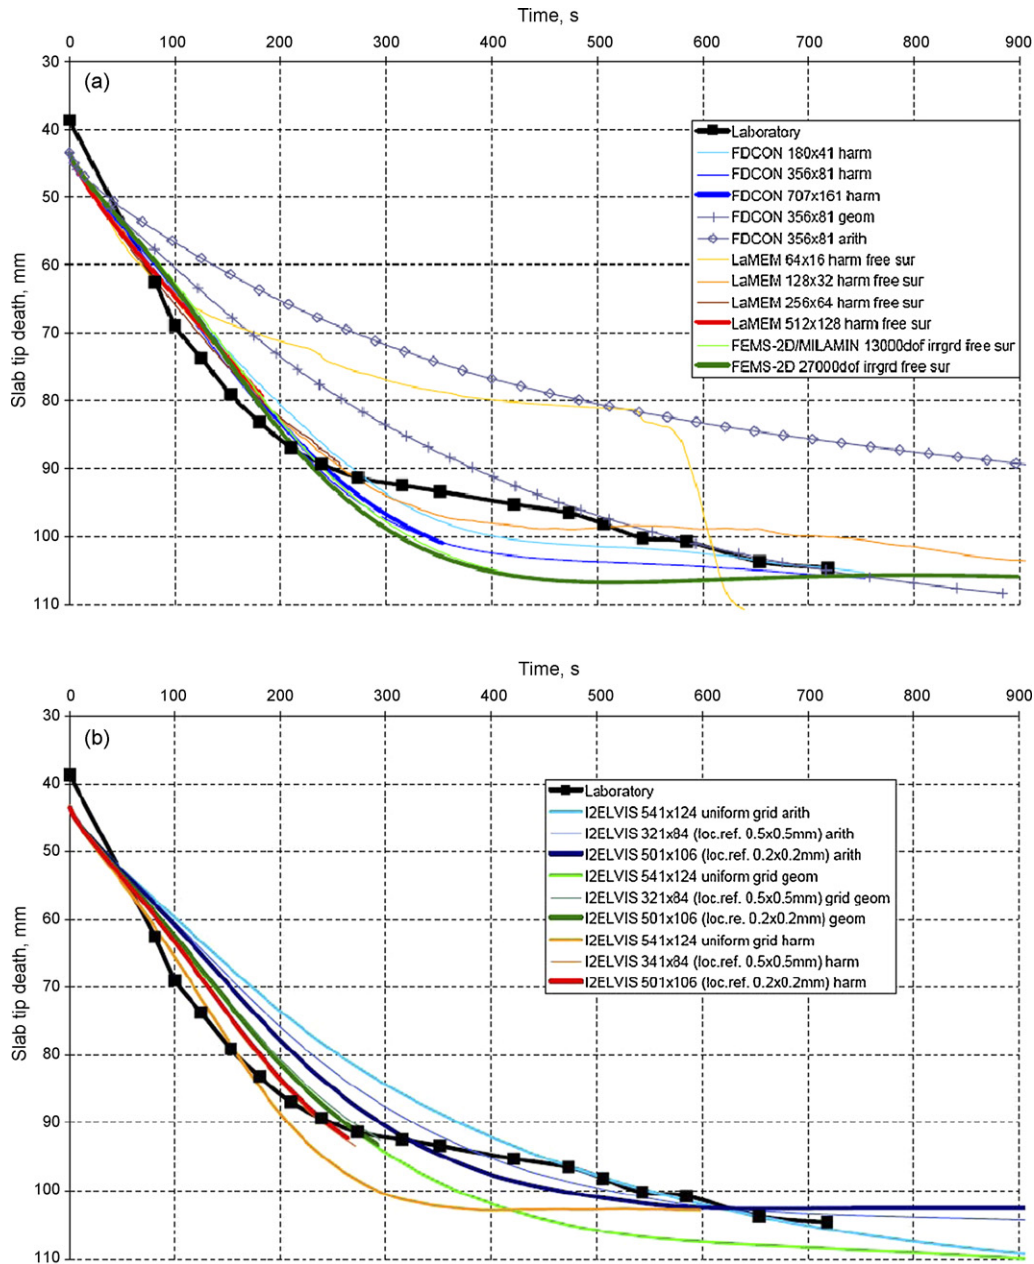 Time, s
0 100 200 300 400 500 600 700 800 900
30
(a)
40
50
60
70
80
90
100
110
Slab tip death, mm
Laboratory
FDCON 180x41 harm
FDCON 356x81 harm
FDCON 707x161 harm
FDCON 356x81 geom
FDCON 356x81 arith
LaMEM 64x16 harm free sur
LaMEM 128x32 harm free sur
LaMEM 256x64 harm free sur
LaMEM 512x128 harm free sur
FEMS-2D/MILAMIN 13000dof irrgrd free sur
FEMS-2D 27000dof irrgrd free sur
Time, s
0 100 200 300 400 500 600 700 800 900
30
(b)
40
50
60
70
80
90
100
110
Slab tip death, mm
Laboratory
I2ELVIS 541x124 uniform grid arith
I2ELVIS 321x84 (loc.ref. 0.5x0.5mm) arith
I2ELVIS 501x106 (loc.ref. 0.2x0.2mm) arith
I2ELVIS 541x124 uniform grid geom
I2ELVIS 321x84 (loc.ref. 0.5x0.5mm) grid geom
I2ELVIS 501x106 (loc.re. 0.2x0.2mm) geom
I2ELVIS 541x124 uniform grid harm
I2ELVIS 341x84 (loc.ref. 0.5x0.5mm) harm
I2ELVIS 501x106 (loc.ref. 0.2x0.2mm) harm